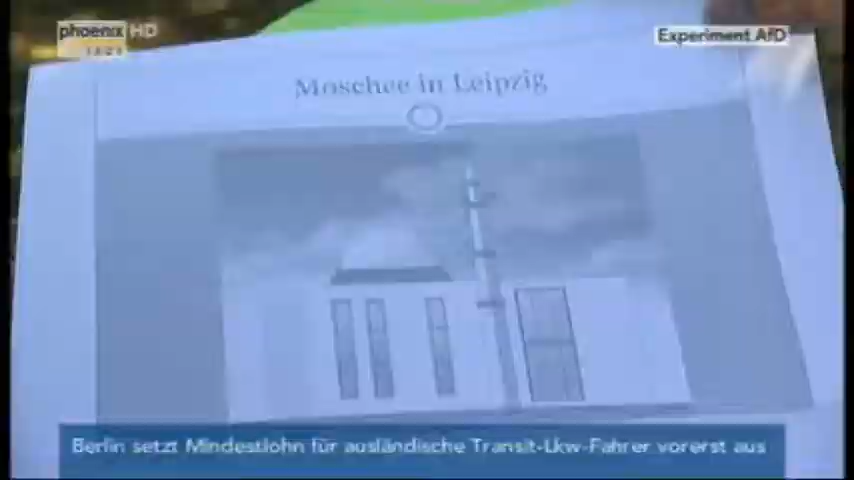 phoenix HD
Experiment AfD
Moschee in Leipzig
Berlin setzt Mindestlohn für ausländische Transit-Lkw-Fahrer vorerst aus